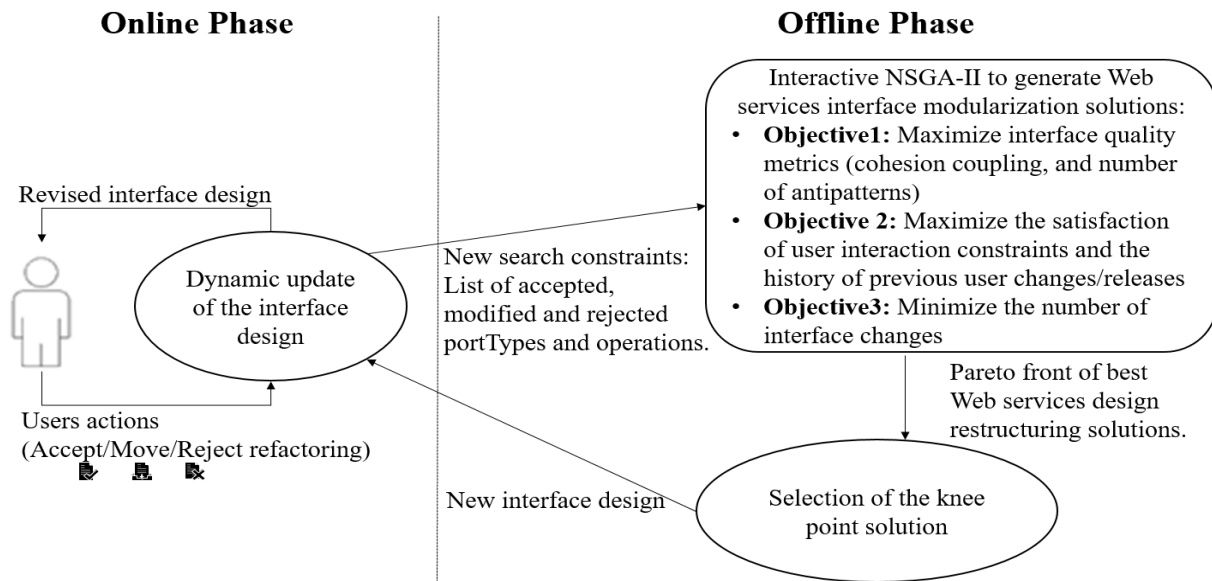 Online Phase
Offline Phase
Revised interface design
Dynamic update
of the interface
design
Users actions
(Accept/Move/Reject refactoring)
New search constraints:
List of accepted,
modified and rejected
portTypes and operations.
Interactive NSGA-II to generate Web
services interface modularization solutions:
• Objective1: Maximize interface quality
metrics (cohesion coupling, and number
of antipatterns)
• Objective 2: Maximize the satisfaction
of user interaction constraints and the
history of previous user changes/releases
• Objective3: Minimize the number of
interface changes
Pareto front of best
Web services design
restructuring solutions.
New interface design
Selection of the knee
point solution